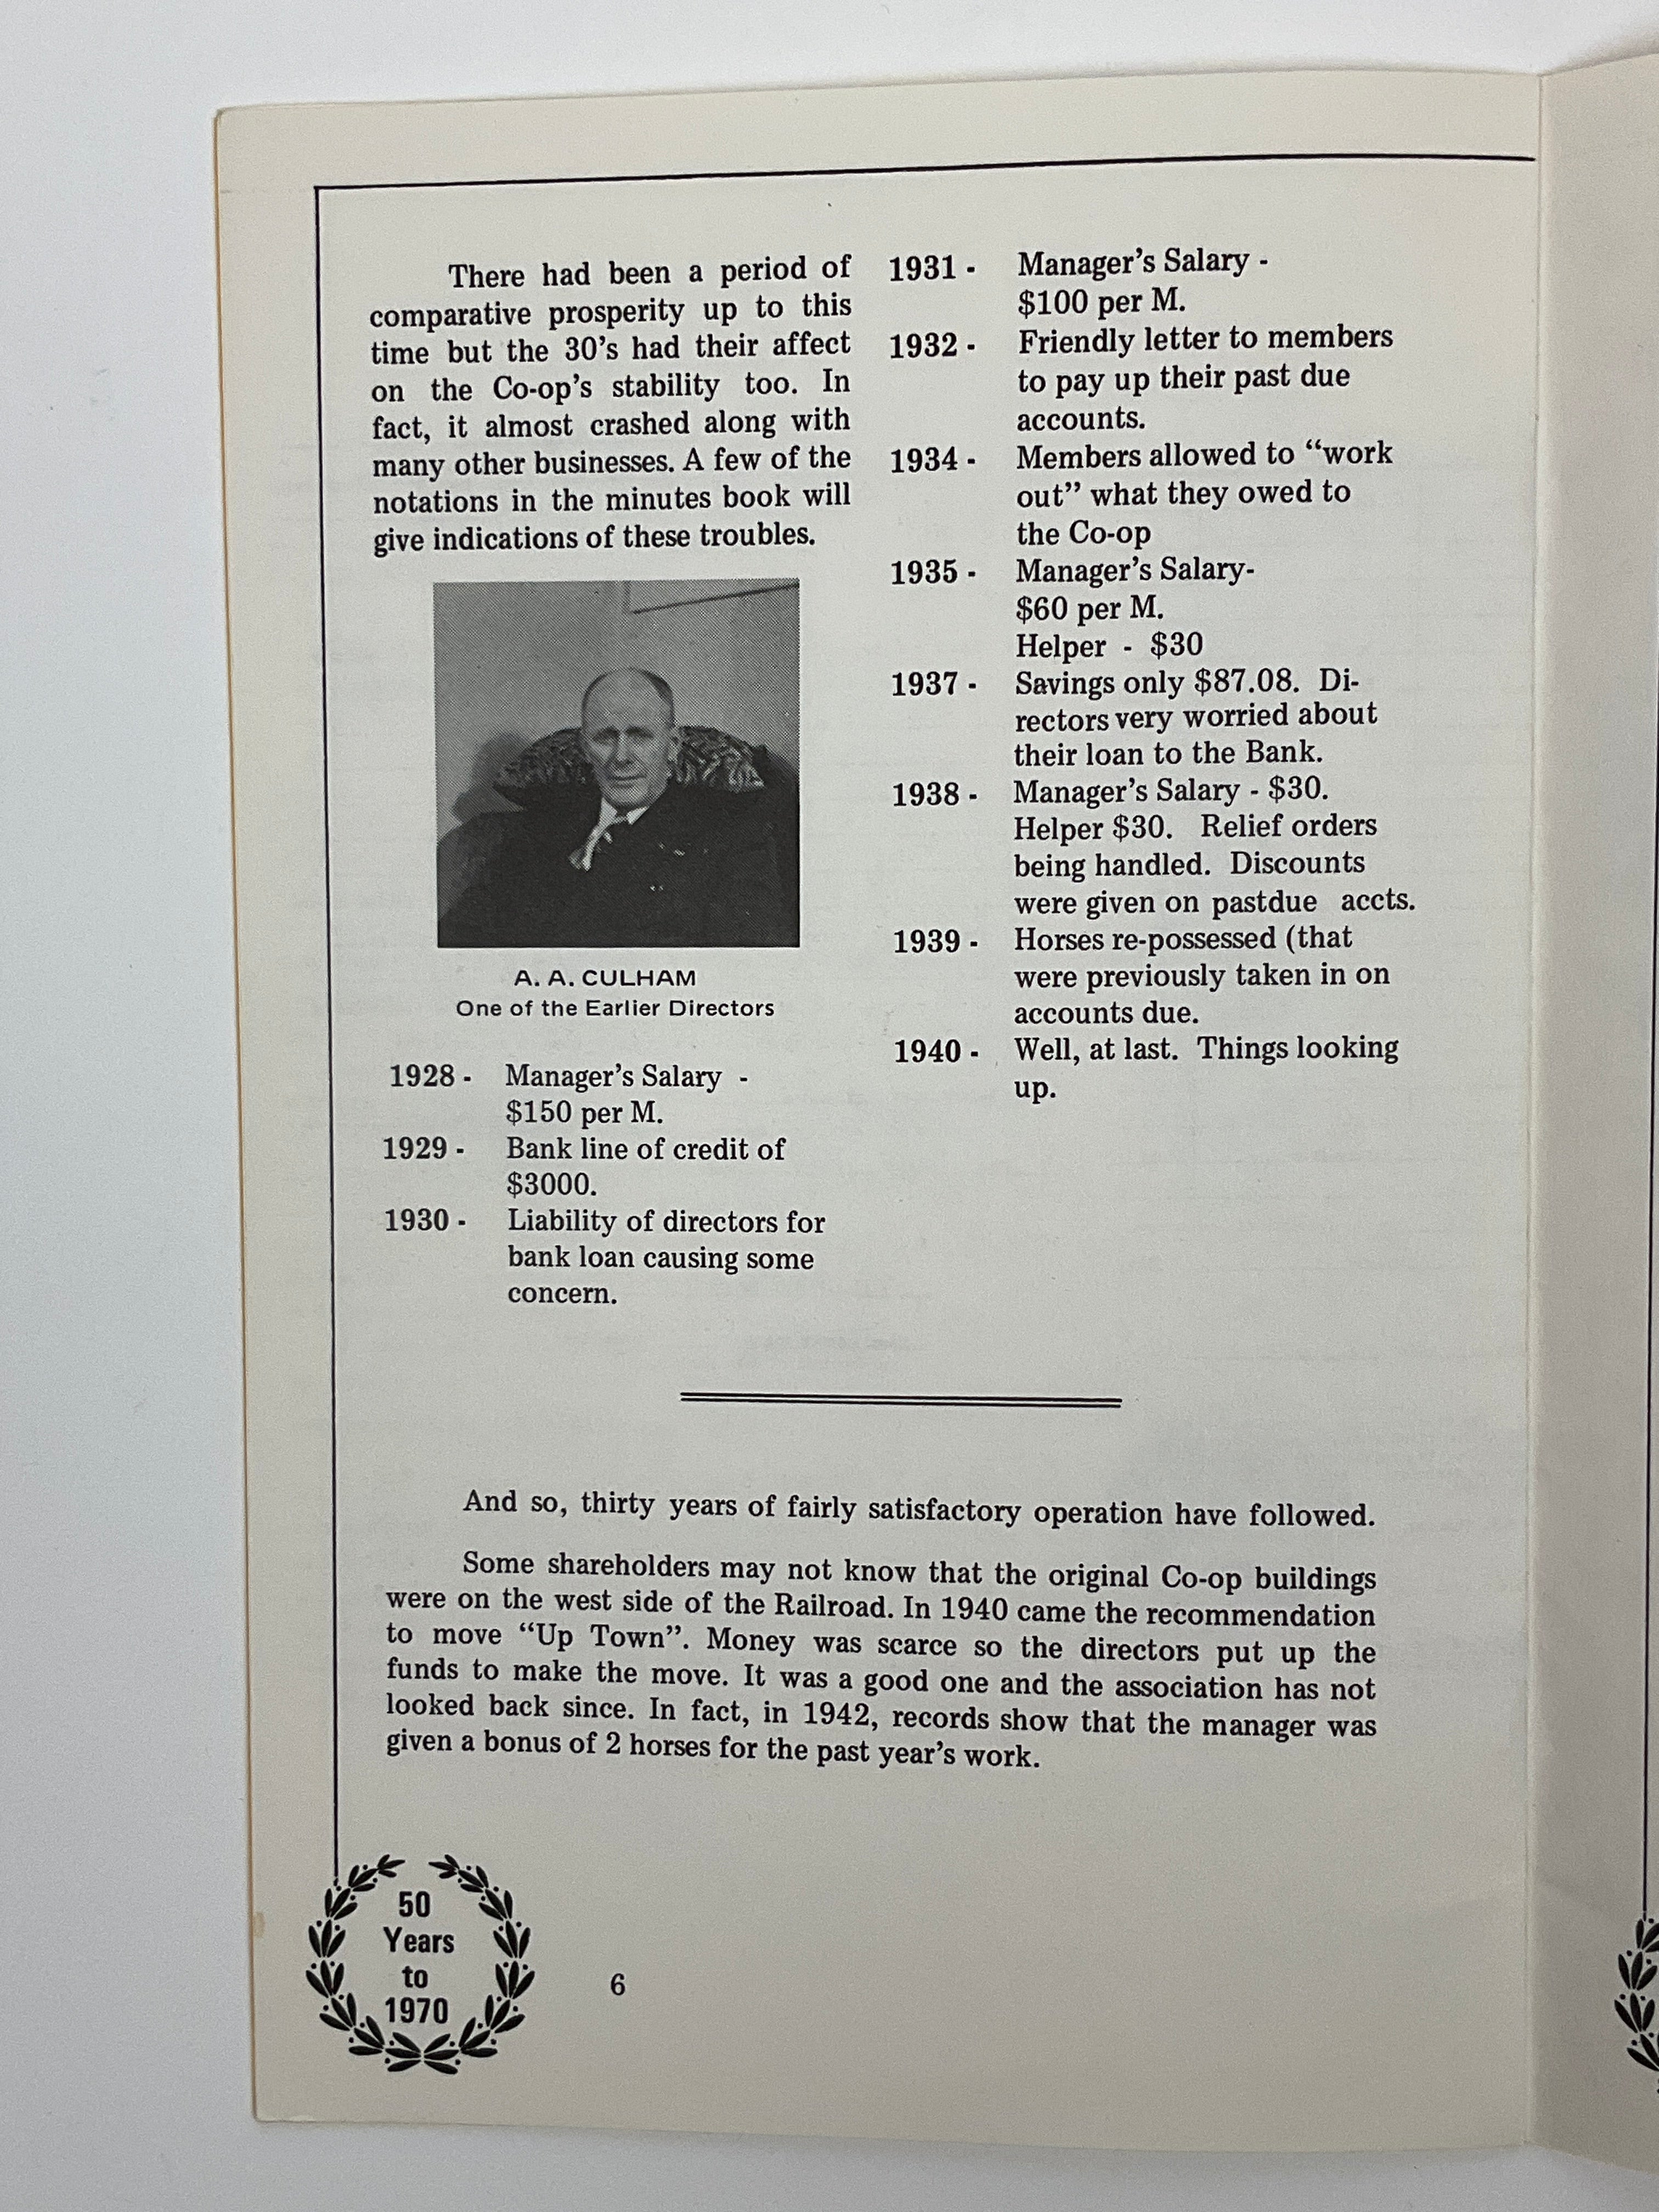 There had been a period of
comparative prosperity up to this
time but the 30's had their affect
on the Co-op's stability too. In
fact, it almost crashed along with
many other businesses. A few of the
notations in the minutes book will
give indications of these troubles.
A. A. CULHAM
One of the Earlier Directors
1928 - Manager's Salary -
$150 per M.
1929 - Bank line of credit of
$3000.
1930 - Liability of directors for
bank loan causing some
concern.
1931 - Manager's Salary -
$100 per M.
1932 - Friendly letter to members
to pay up their past due
accounts.
1934 - Members allowed to "work
out" what they owed to
the Co-op
1935 - Manager's Salary-
$60 per M.
Helper - $30
1937 - Savings only $87.08. Di-
rectors very worried about
their loan to the Bank.
1938 - Manager's Salary - $30.
Helper $30. Relief orders
being handled. Discounts
were given on pastdue accts.
1939 - Horses re-possessed (that
were previously taken in on
accounts due.
1940 - Well, at last. Things looking
up.
And so, thirty years of fairly satisfactory operation have followed.
Some shareholders may not know that the original Co-op buildings
were on the west side of the Railroad. In 1940 came the recommendation
to move "Up Town". Money was scarce so the directors put up the
funds to make the move. It was a good one and the association has not
looked back since. In fact, in 1942, records show that the manager was
given a bonus of 2 horses for the past year's work.
50
Years
to
1970
6